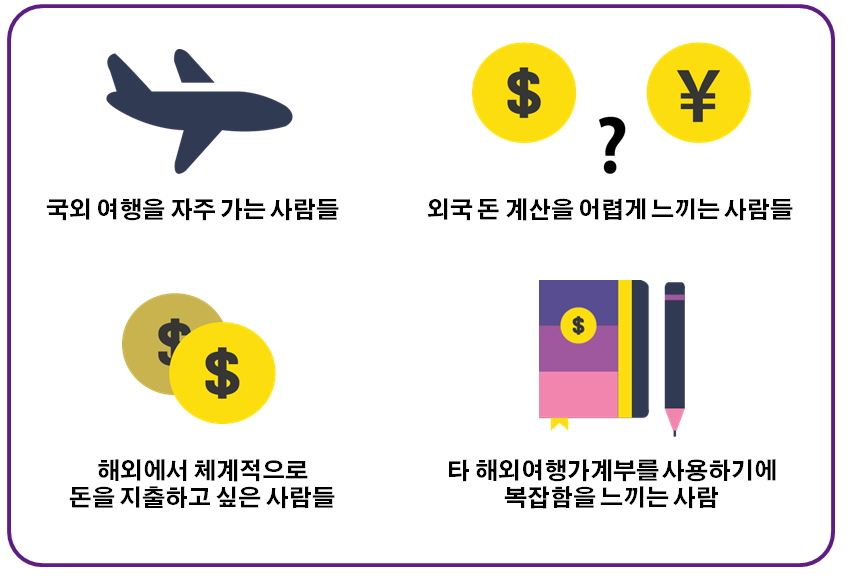 $
¥
?
국외 여행을 자주 가는 사람들
외국 돈 계산을 어렵게 느끼는 사람들
$
$
$
해외에서 체계적으로
돈을 지출하고 싶은 사람들
타 해외여행가계부를 사용하기에
복잡함을 느끼는 사람